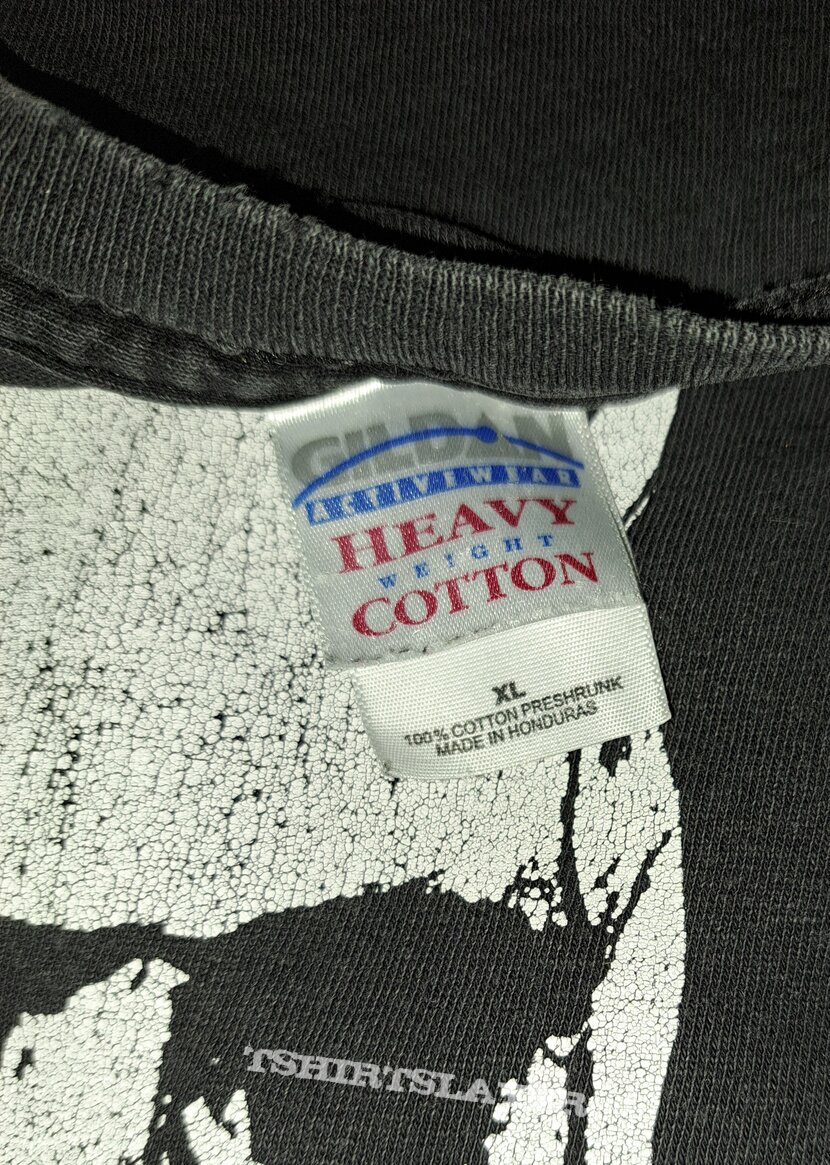 GILDAN
ACTIVEWEAR
HEAVY
WEIGHT
COTTON
XL
100% COTTON PRESHRUNK
MADE IN HONDURAS
TSHIRTSLAYER